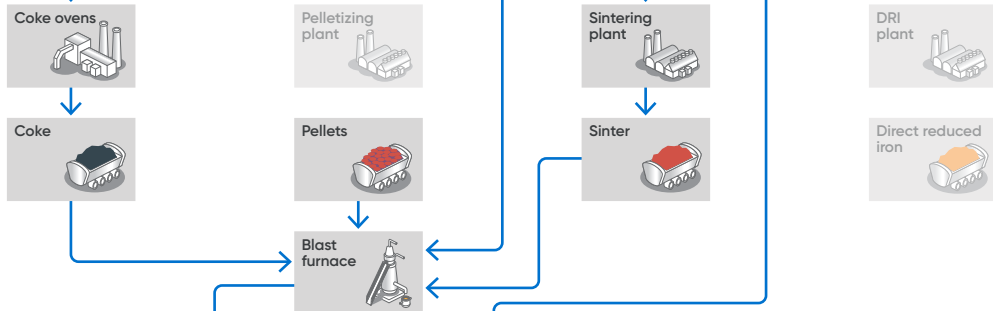 Coke ovens
Pelletizing
plant
Sintering
plant
DRI
plant
Coke
Pellets
Sinter
Direct reduced
iron
Blast
furnace